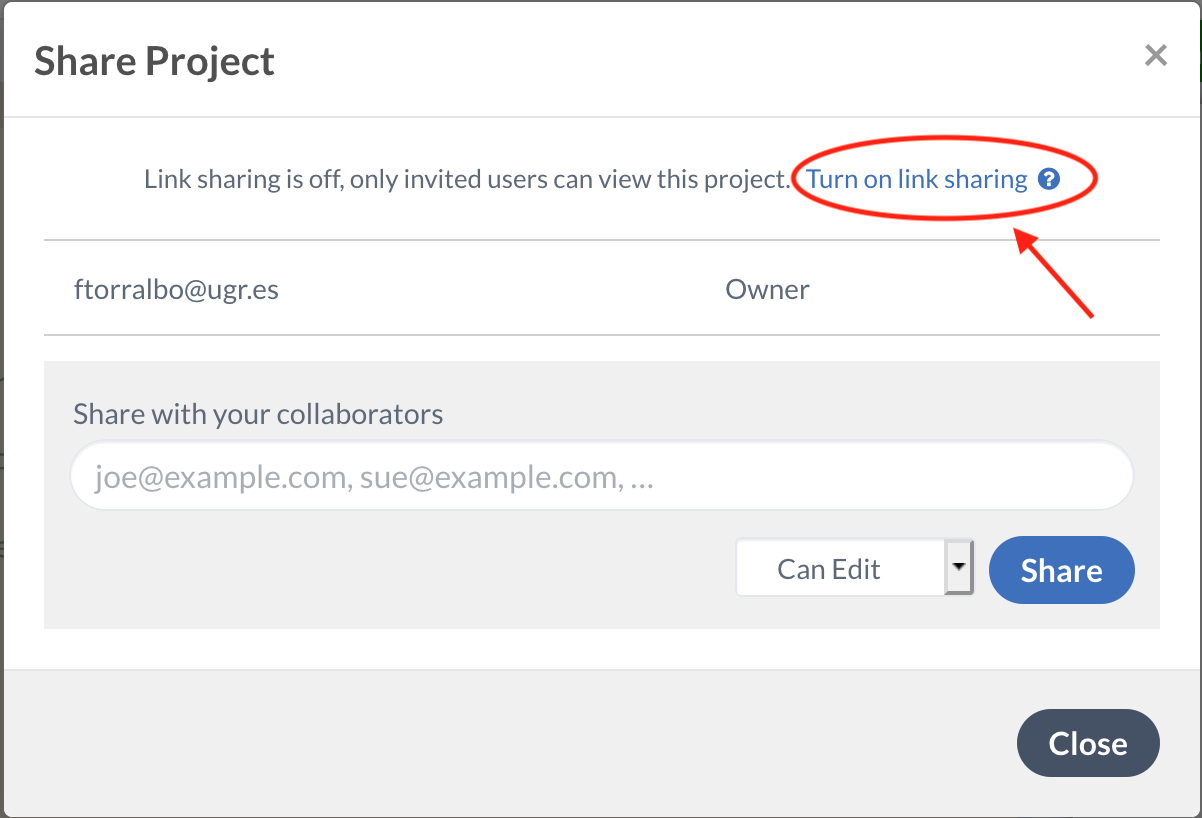 Share Project
×
Link sharing is off, only invited users can view this project. Turn on link sharing ?
ftorralbo@ugr.es Owner
Share with your collaborators
joe@example.com, sue@example.com, …
Can Edit Share
Close